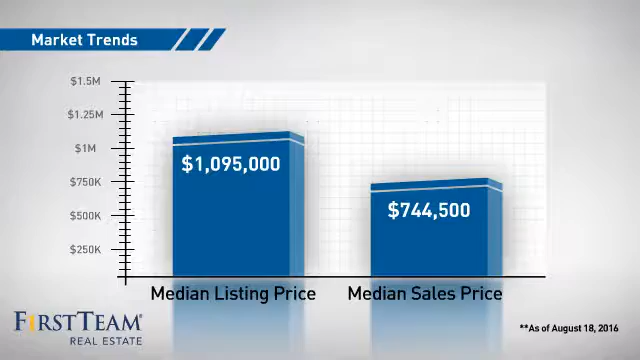 Market Trends
$1.5M
$1.25M
$1M
$750K
$500K
$250K
$1,095,000
$744,500
Median Listing Price
Median Sales Price
FIRSTTEAM®
REAL ESTATE
**As of August 18, 2016